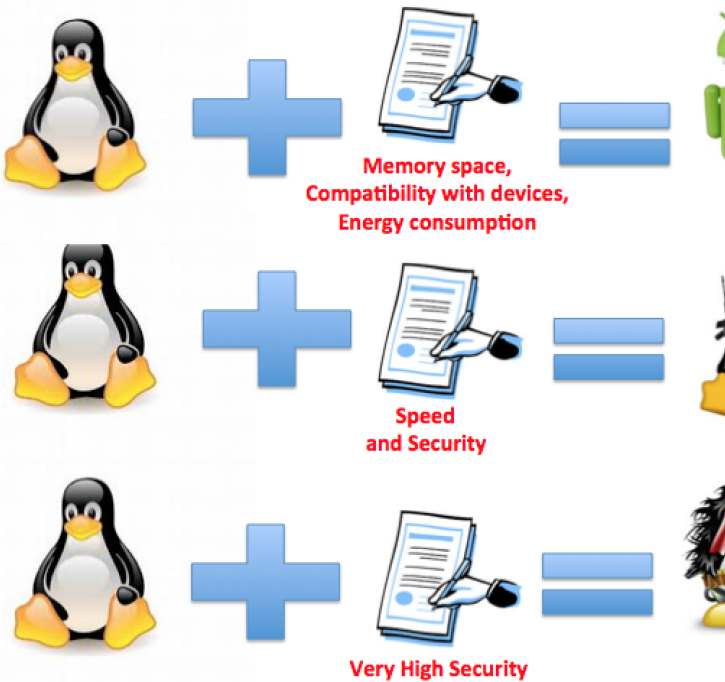 Memory space,
Compatibility with devices,
Energy consumption
Speed
and Security
Very High Security